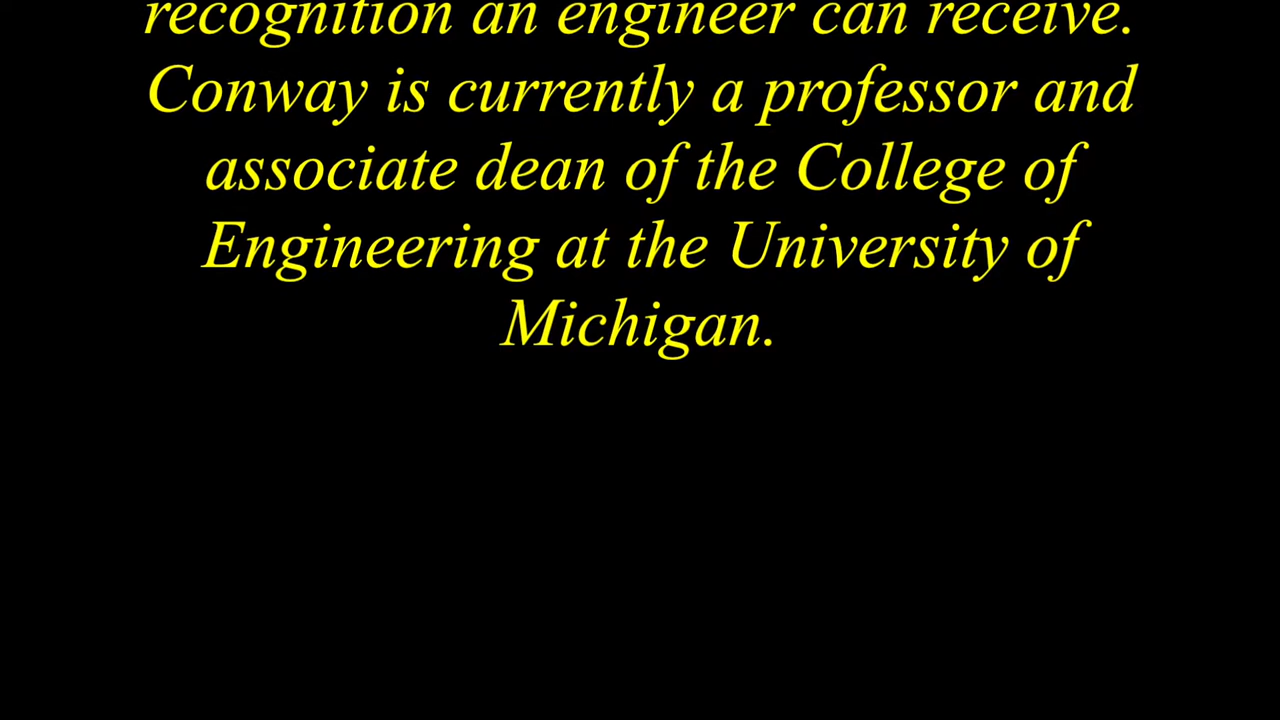 recognition an engineer can receive.
Conway is currently a professor and
associate dean of the College of
Engineering at the University of
Michigan.